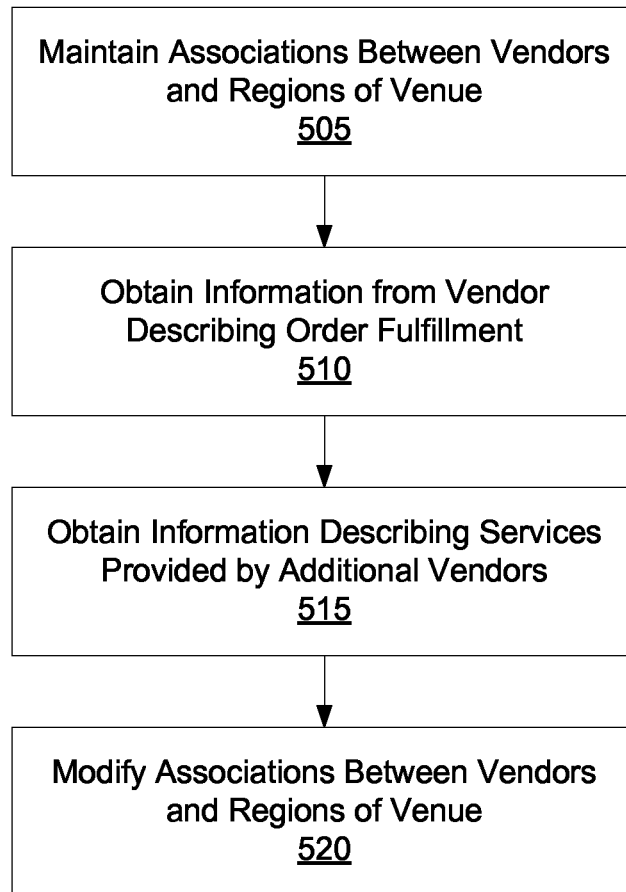 Maintain Associations Between Vendors
and Regions of Venue
505
Obtain Information from Vendor
Describing Order Fulfillment
510
Obtain Information Describing Services
Provided by Additional Vendors
515
Modify Associations Between Vendors
and Regions of Venue
520